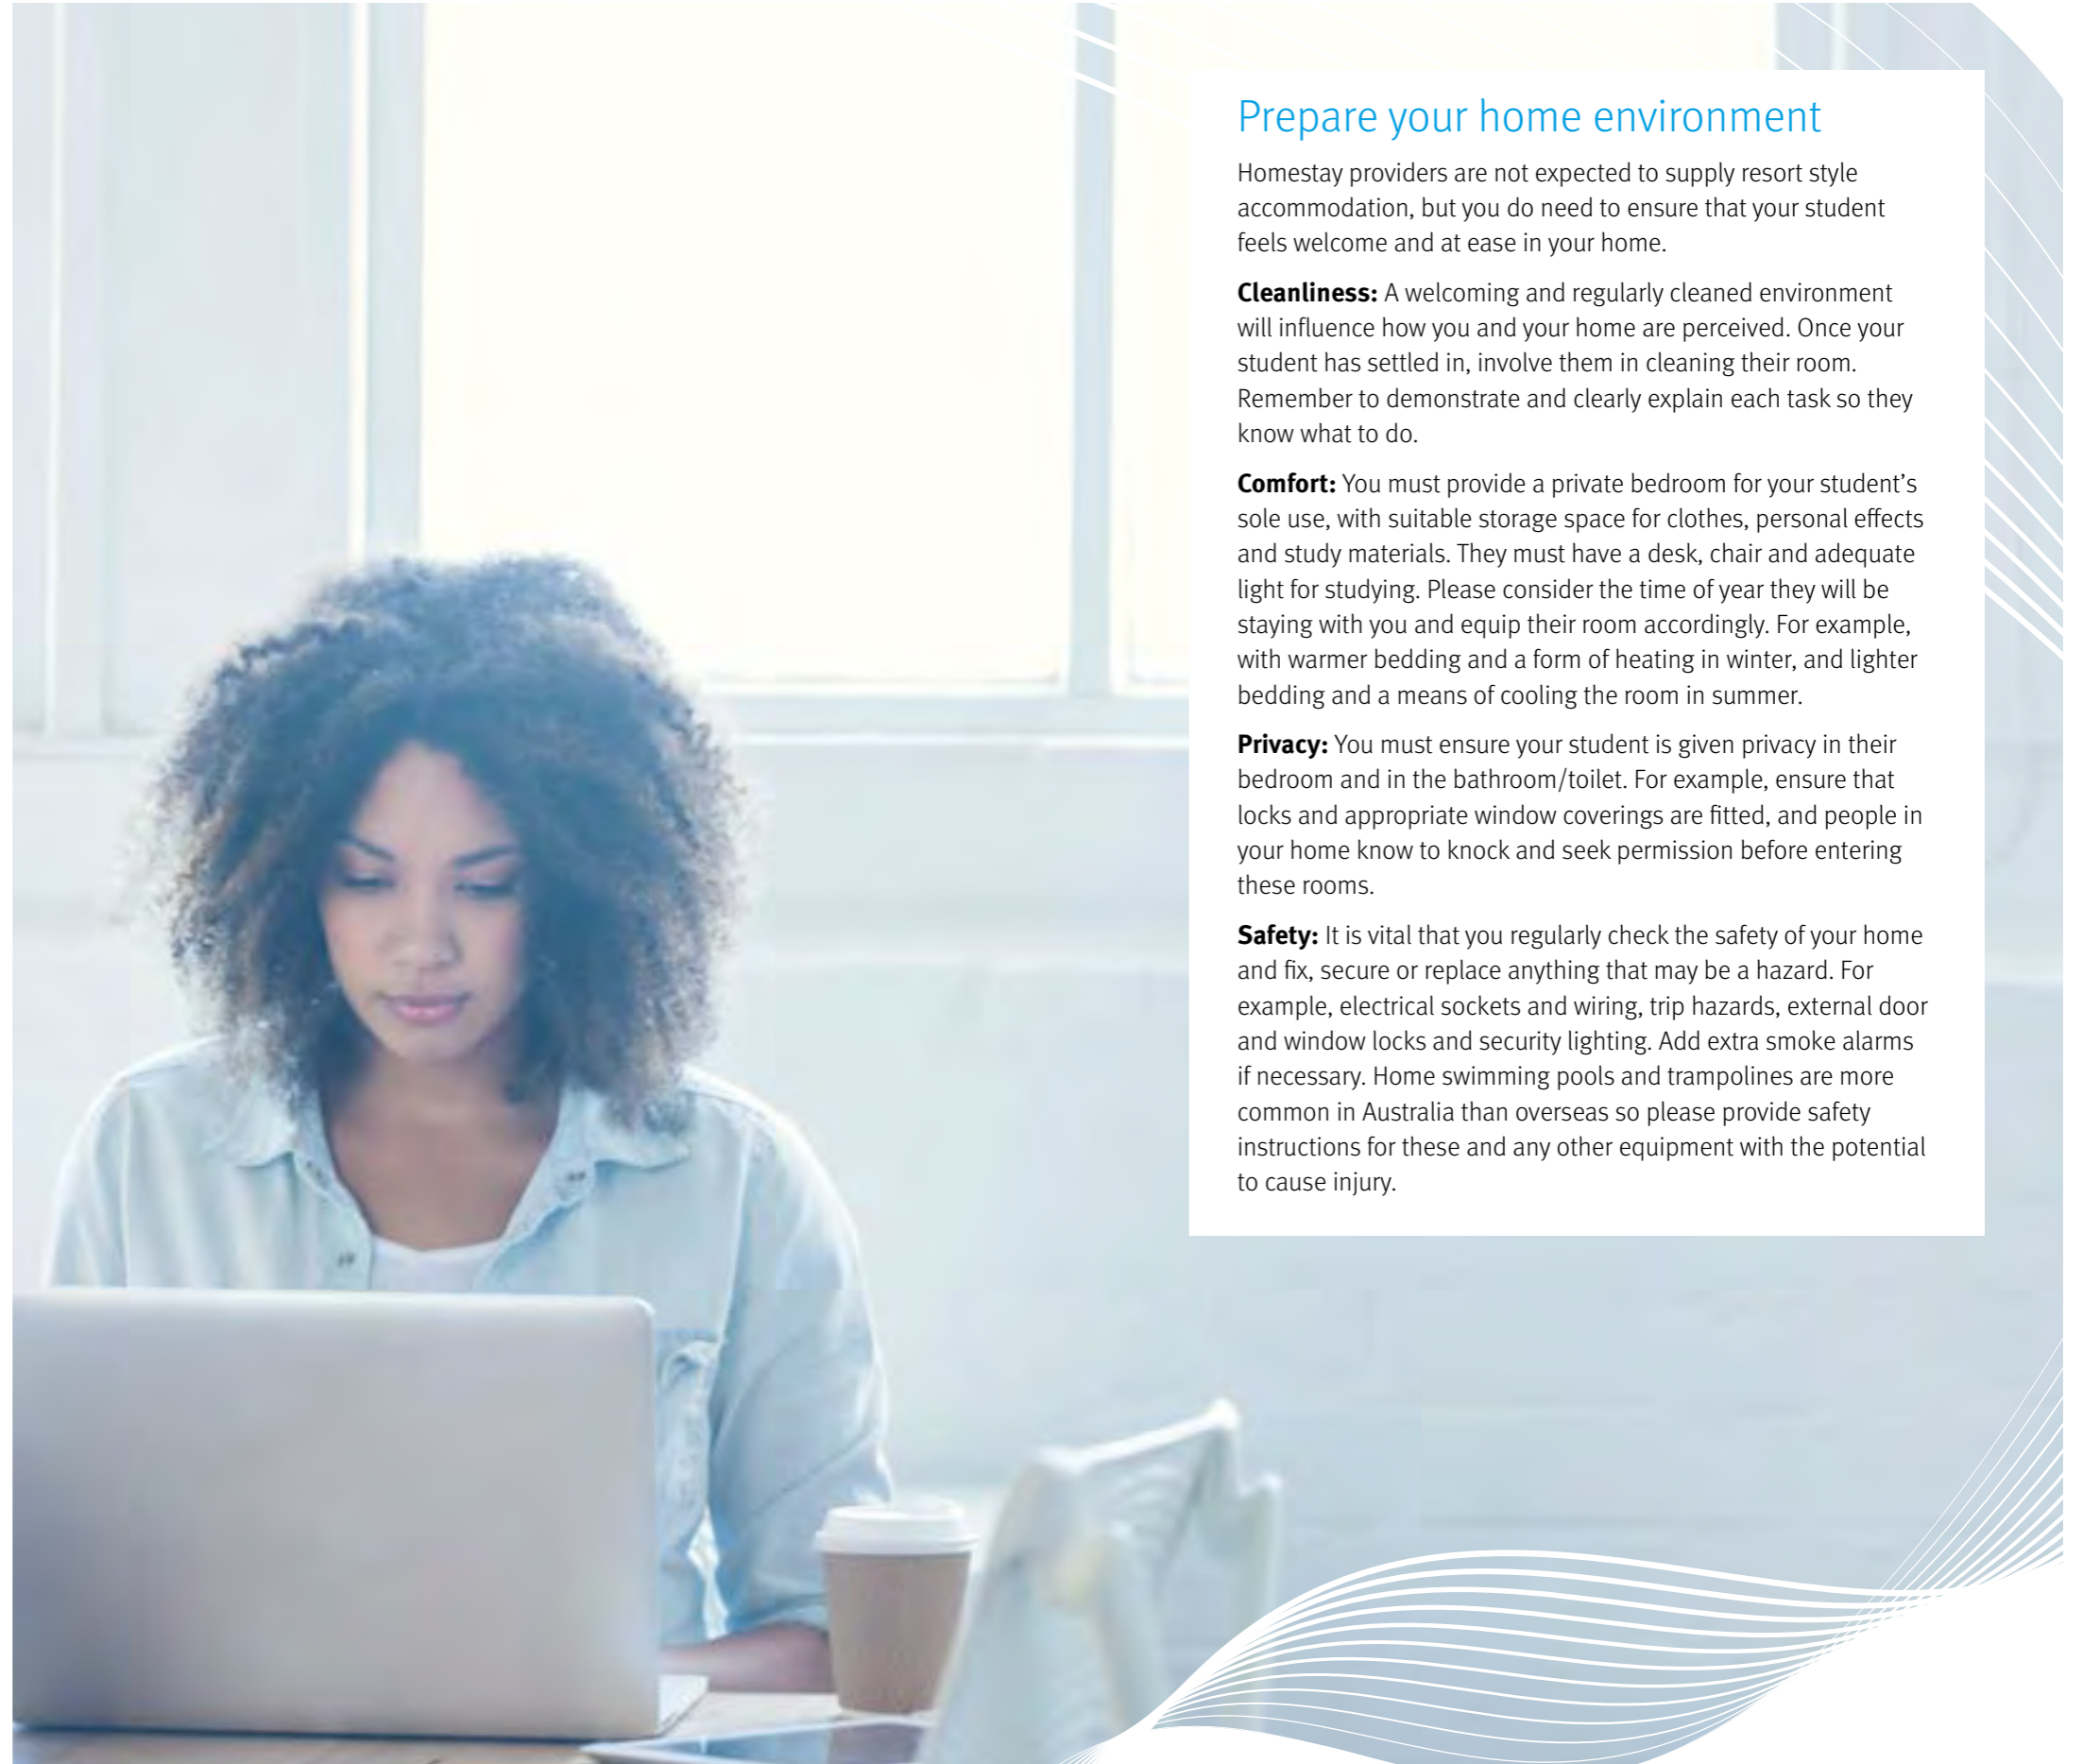 Prepare your home environment
Homestay providers are not expected to supply resort style
accommodation, but you do need to ensure that your student
feels welcome and at ease in your home.
Cleanliness: A welcoming and regularly cleaned environment
will influence how you and your home are perceived. Once your
student has settled in, involve them in cleaning their room.
Remember to demonstrate and clearly explain each task so they
know what to do.
Comfort: You must provide a private bedroom for your student’s
sole use, with suitable storage space for clothes, personal effects
and study materials. They must have a desk, chair and adequate
light for studying. Please consider the time of year they will be
staying with you and equip their room accordingly. For example,
with warmer bedding and a form of heating in winter, and lighter
bedding and a means of cooling the room in summer.
Privacy: You must ensure your student is given privacy in their
bedroom and in the bathroom/toilet. For example, ensure that
locks and appropriate window coverings are fitted, and people in
your home know to knock and seek permission before entering
these rooms.
Safety: It is vital that you regularly check the safety of your home
and fix, secure or replace anything that may be a hazard. For
example, electrical sockets and wiring, trip hazards, external door
and window locks and security lighting. Add extra smoke alarms
if necessary. Home swimming pools and trampolines are more
common in Australia than overseas so please provide safety
instructions for these and any other equipment with the potential
to cause injury.